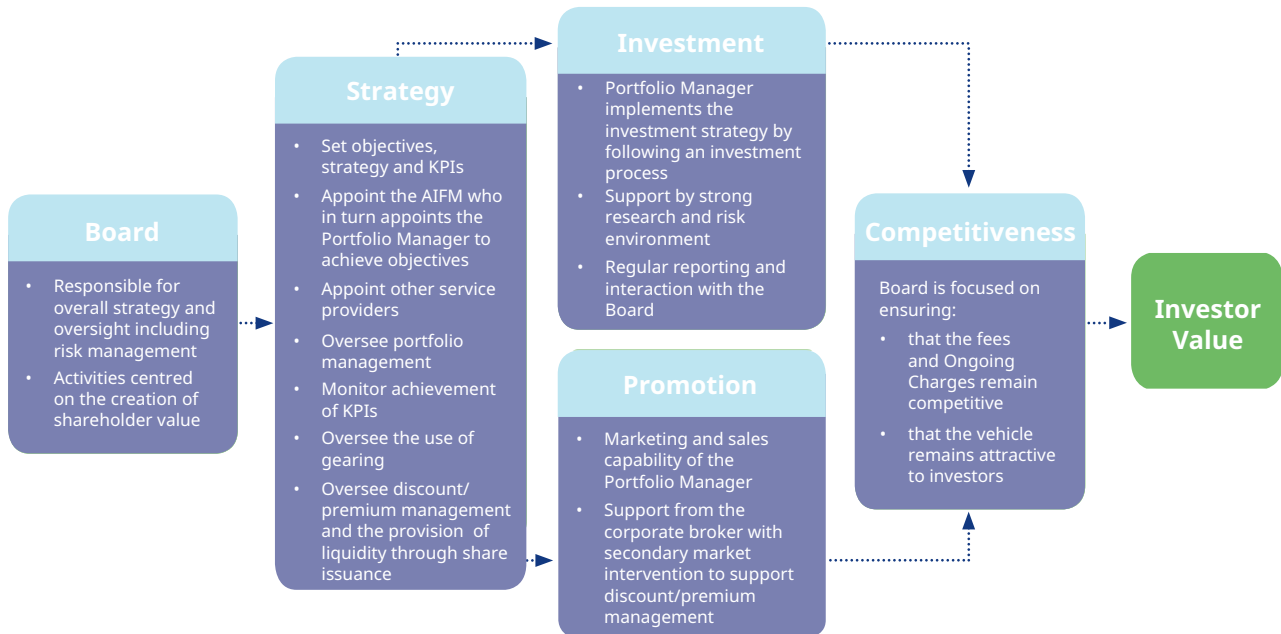 Board
• Responsible for
overall strategy and
oversight including
risk management
• Activities centred
on the creation of
shareholder value
Strategy
• Set objectives,
strategy and KPIs
• Appoint the AIFM who
in turn appoints the
Portfolio Manager to
achieve objectives
• Appoint other service
providers
• Oversee portfolio
management
• Monitor achievement
of KPIs
• Oversee the use of
gearing
• Oversee discount/
premium management
and the provision of
liquidity through share
issuance
Investment
• Portfolio Manager
implements the
investment strategy by
following an investment
process
• Support by strong
research and risk
environment
• Regular reporting and
interaction with the
Board
Promotion
• Marketing and sales
capability of the
Portfolio Manager
• Support from the
corporate broker with
secondary market
intervention to support
discount/premium
management
Competitiveness
Board is focused on
ensuring:
• that the fees
and Ongoing
Charges remain
competitive
• that the vehicle
remains attractive
to investors
Investor
Value